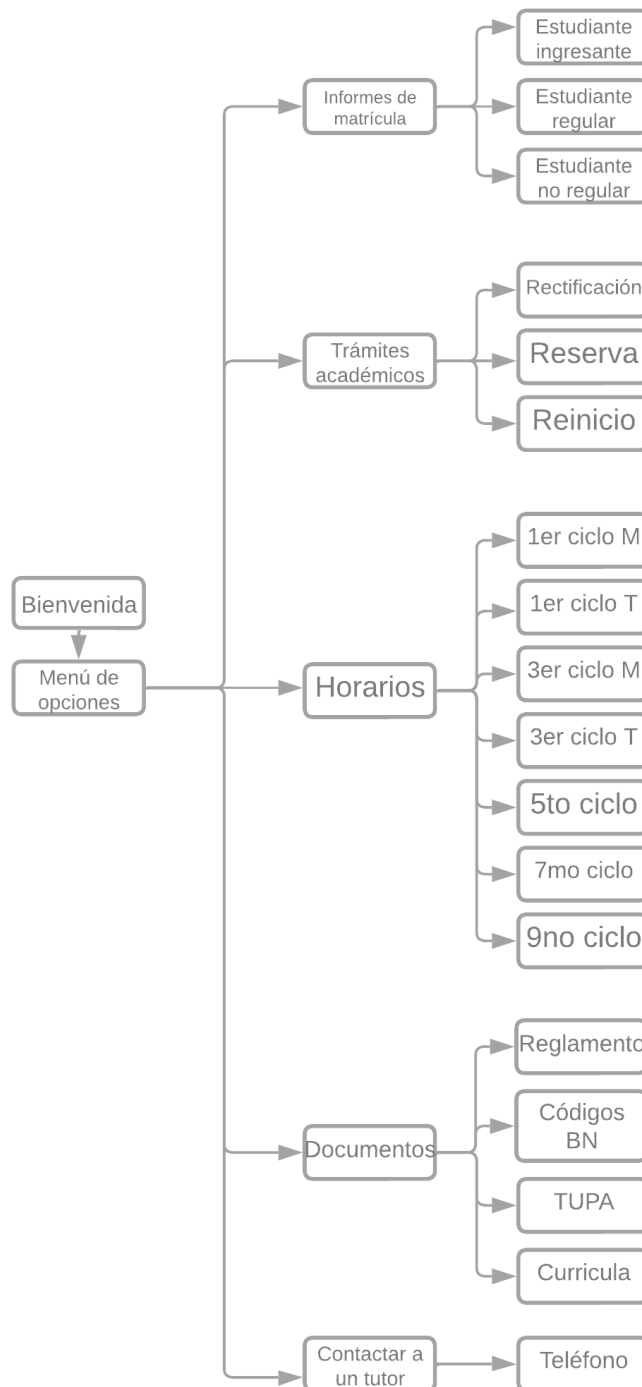 Bienvenida
Menú de
opciones
Informes de
matrícula
Estudiante
ingresante
Estudiante
regular
Estudiante
no regular
Trámites
académicos
Rectificación
Reserva
Reinicio
Horarios
1er ciclo M
1er ciclo T
3er ciclo M
3er ciclo T
5to ciclo
7mo ciclo
9no ciclo
Documentos
Reglamento
Códigos
BN
TUPA
Curricula
Contactar a
un tutor
Teléfono